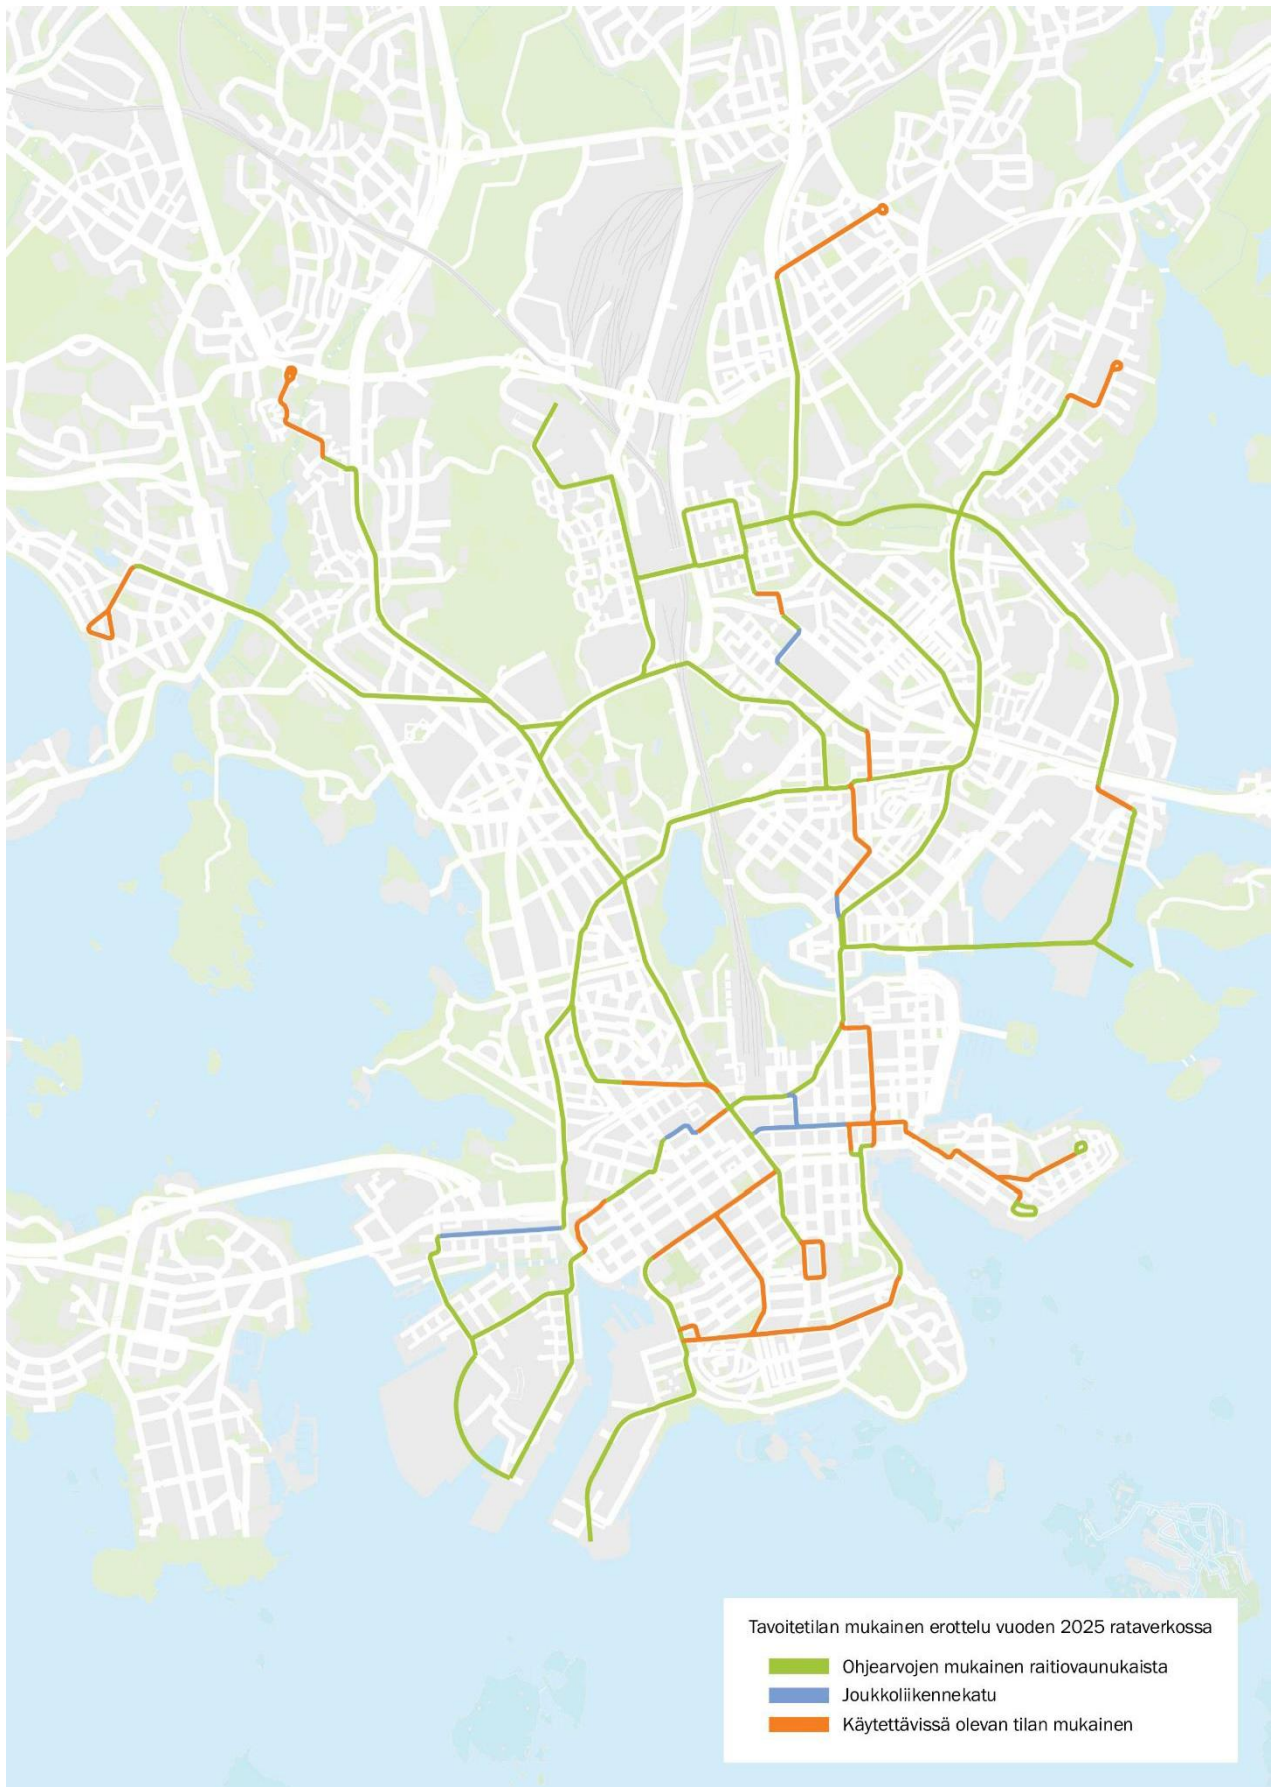 Tavoitetilan mukainen erottelu vuoden 2025 rataverkossa
Ohjearvojen mukainen raitiovaunukaista
Joukkoliikennekatu
Käytettävissä olevan tilan mukainen